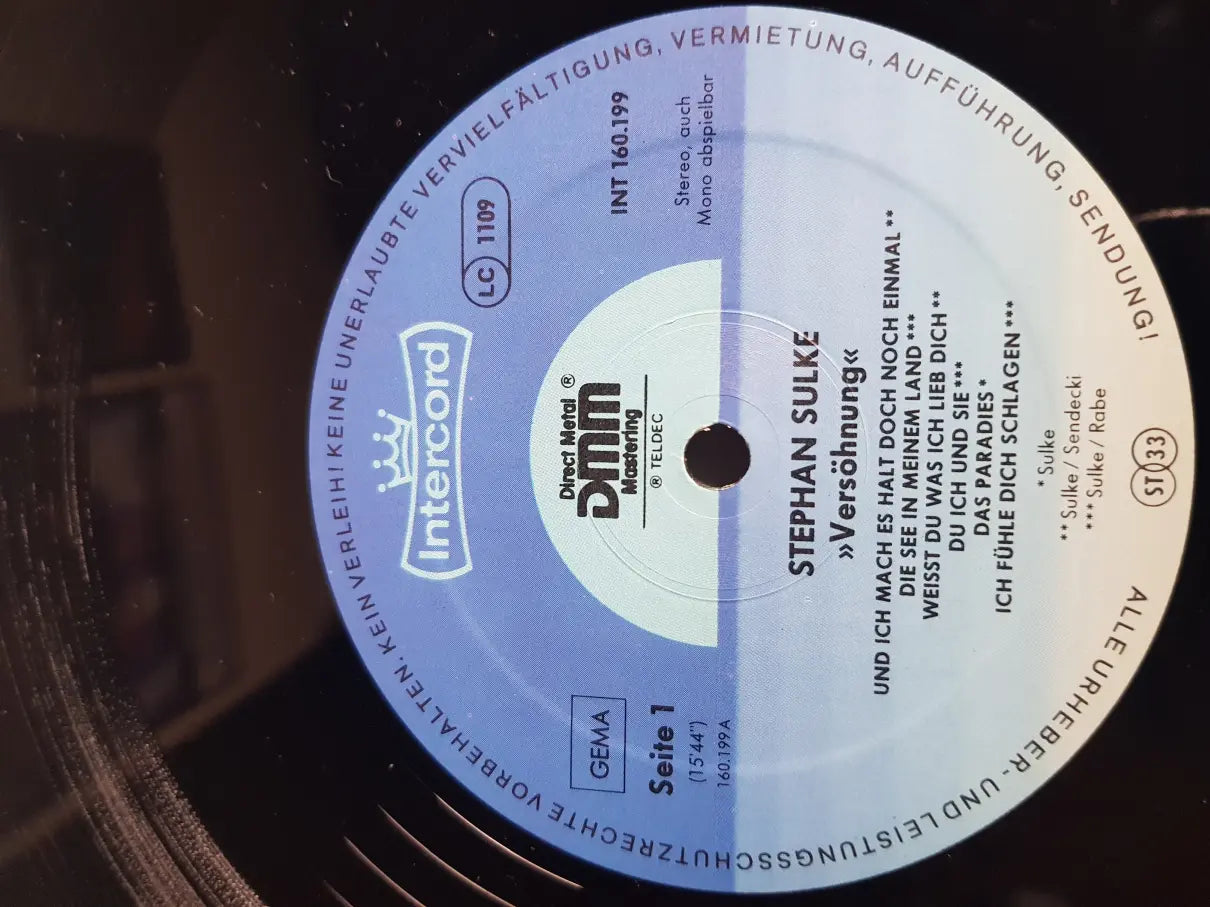 ALLE URHEBER- UND LEISTUNGSSCHUTZRECHTE VORBEHALTEN. KEIN VERLEIH! KEINE UNERLAUBTE VERVIELFÄLTIGUNG, VERMIETUNG, AUFFÜHRUNG, SENDUNG!
Intercord
LC 1109
Direct Metal ®
DMM
Mastering
® TELDEC
GEMA
Seite 1
(15'44")
160.199 A
INT 160.199
Stereo, auch
Mono abspielbar
STEPHAN SULKE
»Versöhnung«
UND ICH MACH ES HALT DOCH NOCH EINMAL**
DIE SEE IN MEINEM LAND ***
WEISST DU WAS ICH LIEB DICH **
DU ICH UND SIE ***
DAS PARADIES *
ICH FÜHLE DICH SCHLAGEN ***
* Sulke
** Sulke / Sendecki
*** Sulke / Rabe
ST 33